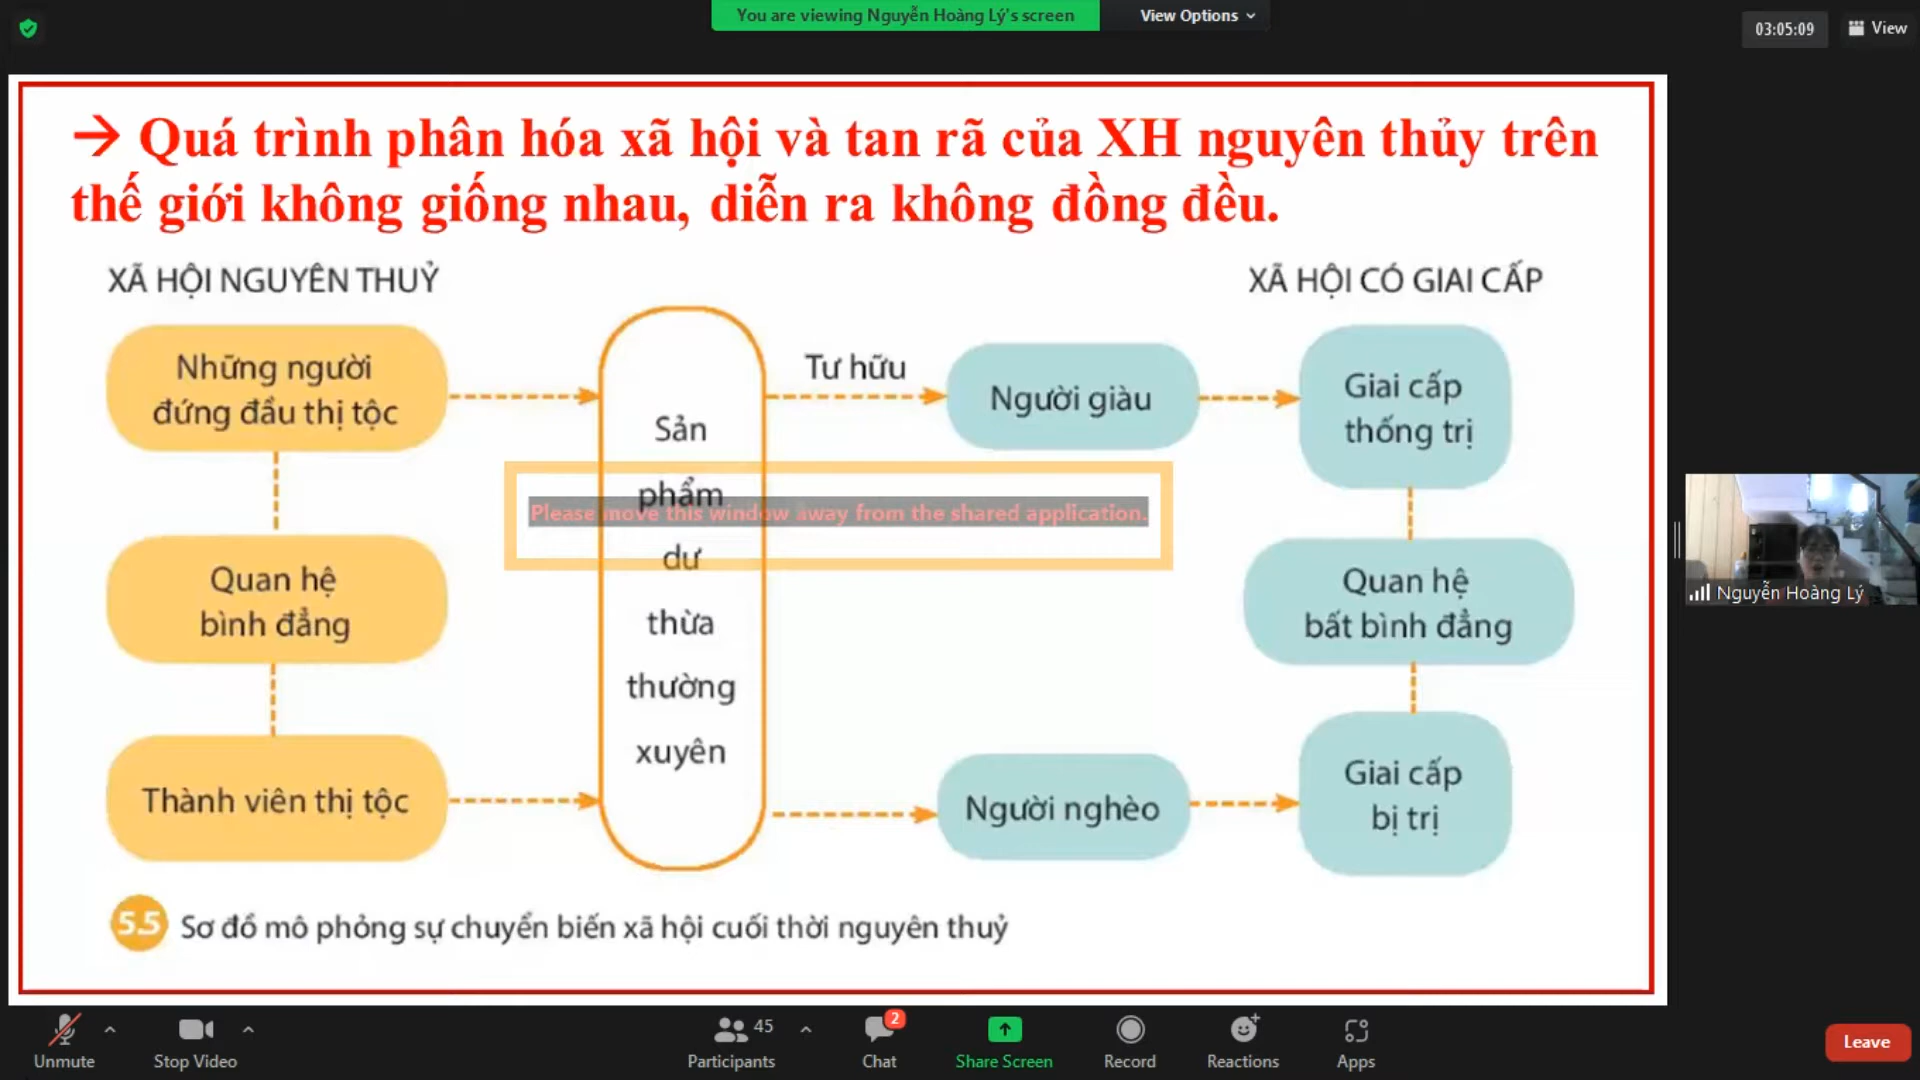 You are viewing Nguyễn Hoàng Lý's screen
View Options
03:05:09
View
→ Quá trình phân hóa xã hội và tan rã của XH nguyên thủy trên
thế giới không giống nhau, diễn ra không đồng đều.
XÃ HỘI NGUYÊN THUỶ
XÃ HỘI CÓ GIAI CẤP
Những người
đứng đầu thị tộc
Quan hệ
bình đẳng
Thành viên thị tộc
Sản
phẩm
dư
thừa
thường
xuyên
Please move this window away from the shared application.
Tư hữu
Người giàu
Người nghèo
Giai cấp
thống trị
Quan hệ
bất bình đẳng
Giai cấp
bị trị
5.5 Sơ đồ mô phỏng sự chuyển biến xã hội cuối thời nguyên thuỷ
Nguyễn Hoàng Lý
Unmute
Stop Video
45
Participants
2
Chat
Share Screen
Record
Reactions
Apps
Leave